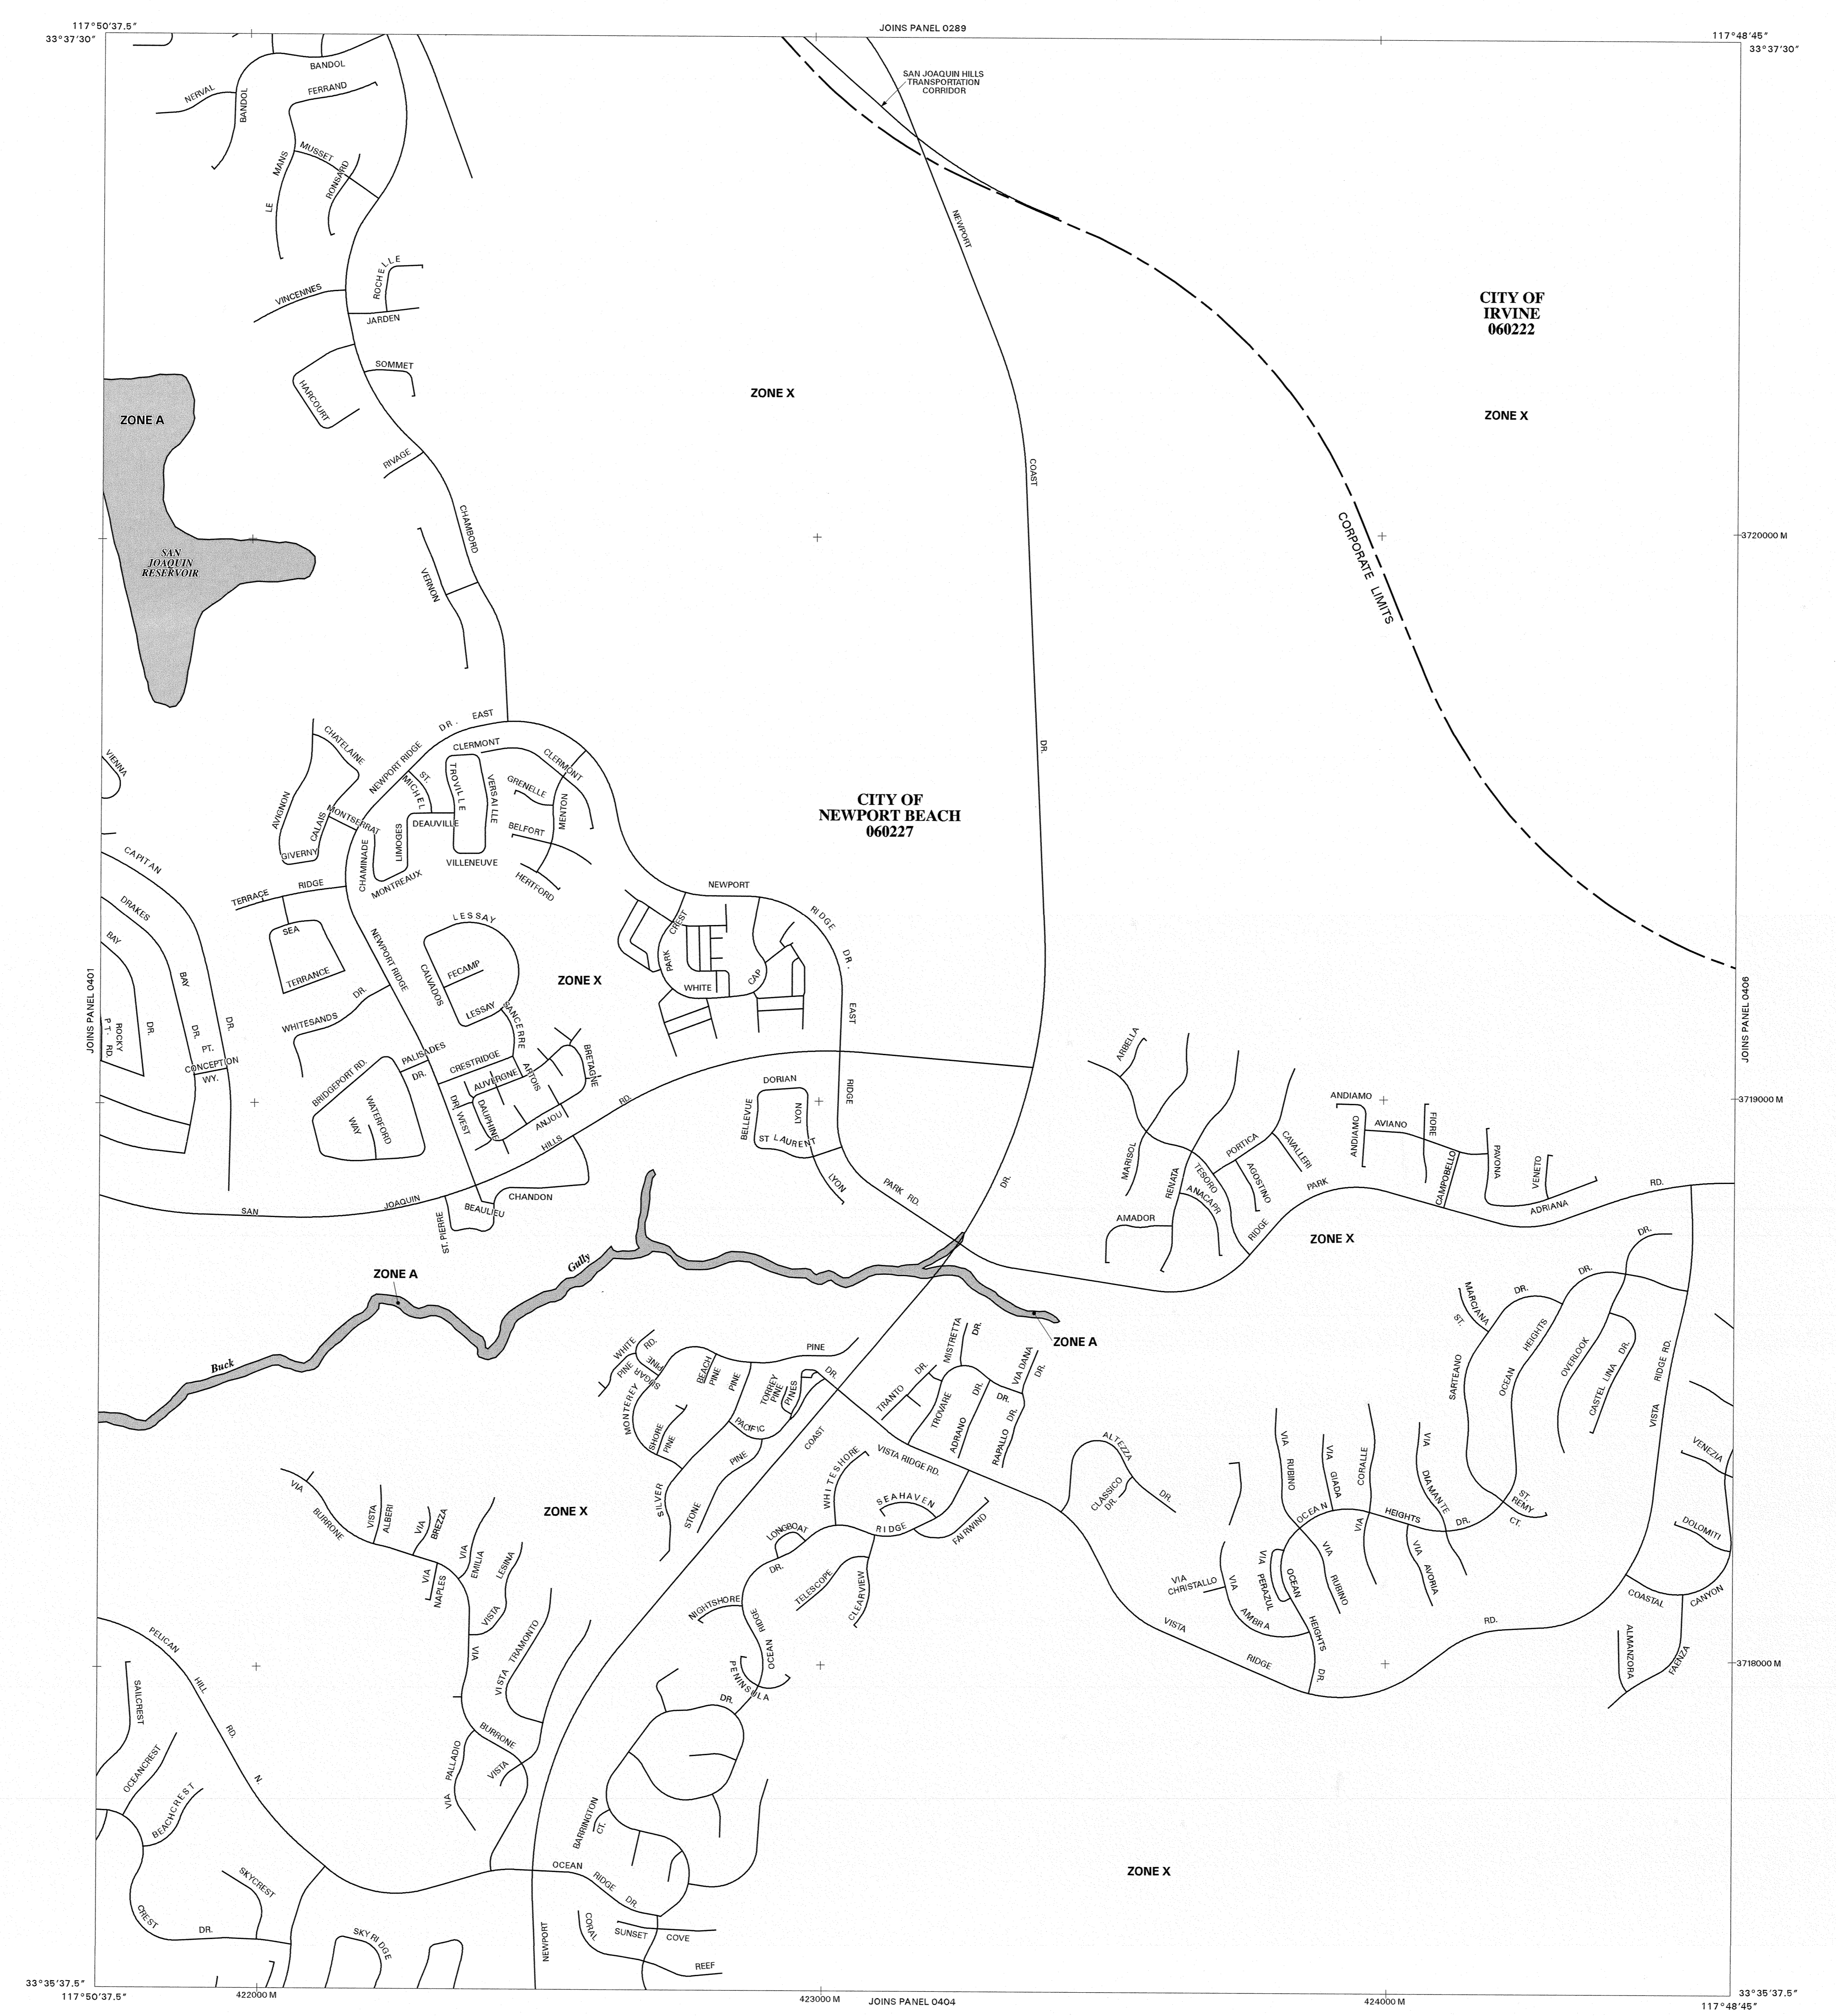 117°50'37.5"
33°37'30"
JOINS PANEL 0289
117°48'45"
33°37'30"
SAN JOAQUIN HILLS
TRANSPORTATION
CORRIDOR
BANDOL
NERVAL
BANDOL
FERRAND
MUSSET
LE MANS
RONSARD
NEWPORT
ROCHELLE
VINCENNES
JARDEN
CITY OF
IRVINE
060222
SOMMET
HARCOURT
ZONE X
ZONE X
ZONE A
RIVAGE
COAST
CHAMBORD
CORPORATE LIMITS
3720000 M
SAN
JOAQUIN
RESERVOIR
VERNON
DR.
NEWPORT RIDGE DR. EAST
CHATELAINE
CLERMONT
CLERMONT
VIENNA
ST. MICHEL
TROVILLE
VERSAILLE
GRENELLE
MENTON
AVIGNON
CALAIS
MONTSERRAT
LIMOGES
DEAUVILLE
BELFORT
CITY OF
NEWPORT BEACH
060227
GIVERNY
CHAMINADE
VILLENEUVE
MONTREAUX
HERTFORD
CAPITAN
TERRACE RIDGE
NEWPORT
RIDGE
DR.
EAST
DRAKES
BAY
BAY
DR.
DR.
DR.
SEA
TERRANCE
NEWPORT RIDGE
LESSAY
FECAMP
CALVADOS
LESSAY
ZONE X
CREST
PARK
WHITE
CAP
JOINS PANEL 0401
JOINS PANEL 0406
ROCKY
PT. RD.
PT.
CONCEPTION
WY.
WHITESANDS
DR.
SANCERRE
PALISADES
DR.
CRESTRIDGE
AUVERGNE
ARTOIS
BRETAGNE
BRIDGEPORT RD.
WATERFORD
WAY
DR. WEST
DAUPHINE
ANJOU
HILLS
RD.
DORIAN
BELLEVUE
LYON
ST LAURENT
LYON
RIDGE
PARK RD.
DR.
ARBELLA
MARISOL
RENATA
TESORO
ANACAPR
PORTICA
AGOSTINO
CAVALLERI
AMADOR
RIDGE
PARK
RD.
ANDIAMO
ANDIAMO
AVIANO
FIORE
CAMPOBELLO
PAVONA
VENETO
ADRIANA
3719000 M
SAN
JOAQUIN
CHANDON
BEAULIEU
ST. PIERRE
ZONE X
ZONE A
Gully
Buck
ZONE A
DR.
DR.
DR.
MARCIANA
ST.
HEIGHTS
OCEAN
SARTEANO
OVERLOOK
CASTEL LINA DR.
VISTA
RIDGE RD.
WHITE
PINE
RD.
SUGAR
PINE
MONTEREY
BEACH
PINE
PINE
PINE
TORREY
PINE
PINES
PACIFIC
SHORE
PINE
PINE
SILVER
STONE
COAST
DR.
MISTRETTA
DR.
TRANTO
DR.
TROVARE
ADRANO
DR.
DR.
VIA DANA
DR.
RAPALLO DR.
VISTA RIDGE RD.
WHITESHORE
SEAHAVEN
RIDGE
FAIRWIND
LONGBOAT
DR.
TELESCOPE
CLEARVIEW
NIGHTSHORE
RIDGE
OCEAN
PENINSULA
DR.
ALTEZZA
DR.
CLASSICO
DR.
VIA
RUBINO
VIA
GIADA
CORALLE
VIA
VIA
DIAMANTE
OCEAN
HEIGHTS
DR.
ST.
REMY
CT.
VENEZIA
DOLOMITI
VIA
CHRISTALLO
VIA
AMBRA
VIA
PERAZUL
OCEAN
HEIGHTS
DR.
VIA
RUBINO
VIA
AVORIA
COASTAL
CANYON
ALMANZORA
FAENZA
VISTA
RIDGE
RD.
3718000 M
ZONE X
VIA
BURRONE
VISTA
ALBERI
VIA
BREZZA
VIA
NAPLES
VIA
EMILIA
LESINA
VISTA
VIA
VISTA TRAMONTO
BURRONE
VISTA
VIA PALLADIO
PELICAN
HILL
RD.
N.
SAILCREST
OCEANCREST
BEACHCREST
SKYCREST
CREST
DR.
SKYRIDGE
BARRINGTON
CT.
OCEAN
RIDGE
DR.
NEWPORT
CORAL
SUNSET
COVE
REEF
ZONE X
33°35'37.5"
117°50'37.5"
422000 M
423000 M
JOINS PANEL 0404
424000 M
33°35'37.5"
117°48'45"